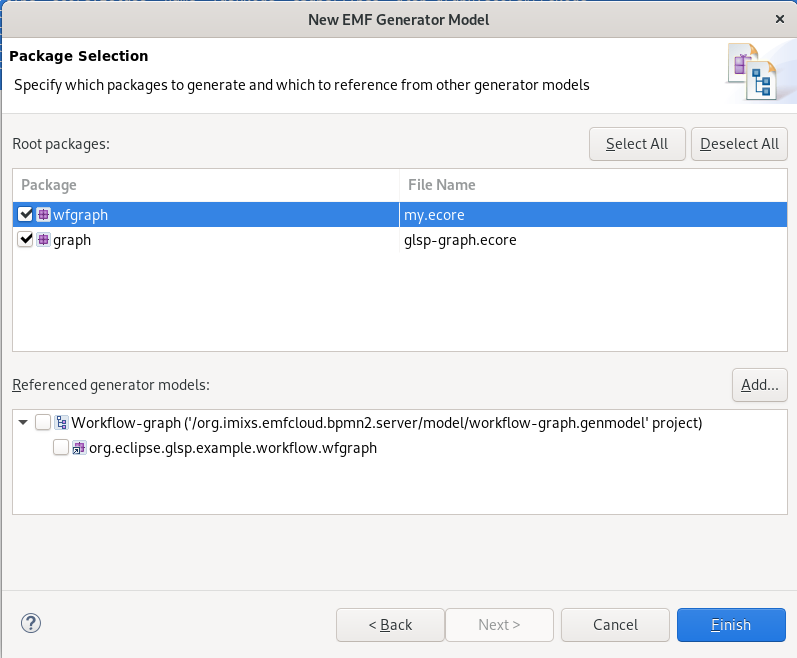 New EMF Generator Model
Package Selection
Specify which packages to generate and which to reference from other generator models
Root packages:
Select All
Deselect All
Package
File Name
wfgraph
my.ecore
graph
glsp-graph.ecore
Referenced generator models:
Add...
Workflow-graph ('/org.imixs.emfcloud.bpmn2.server/model/workflow-graph.genmodel' project)
org.eclipse.glsp.example.workflow.wfgraph
< Back
Next >
Cancel
Finish